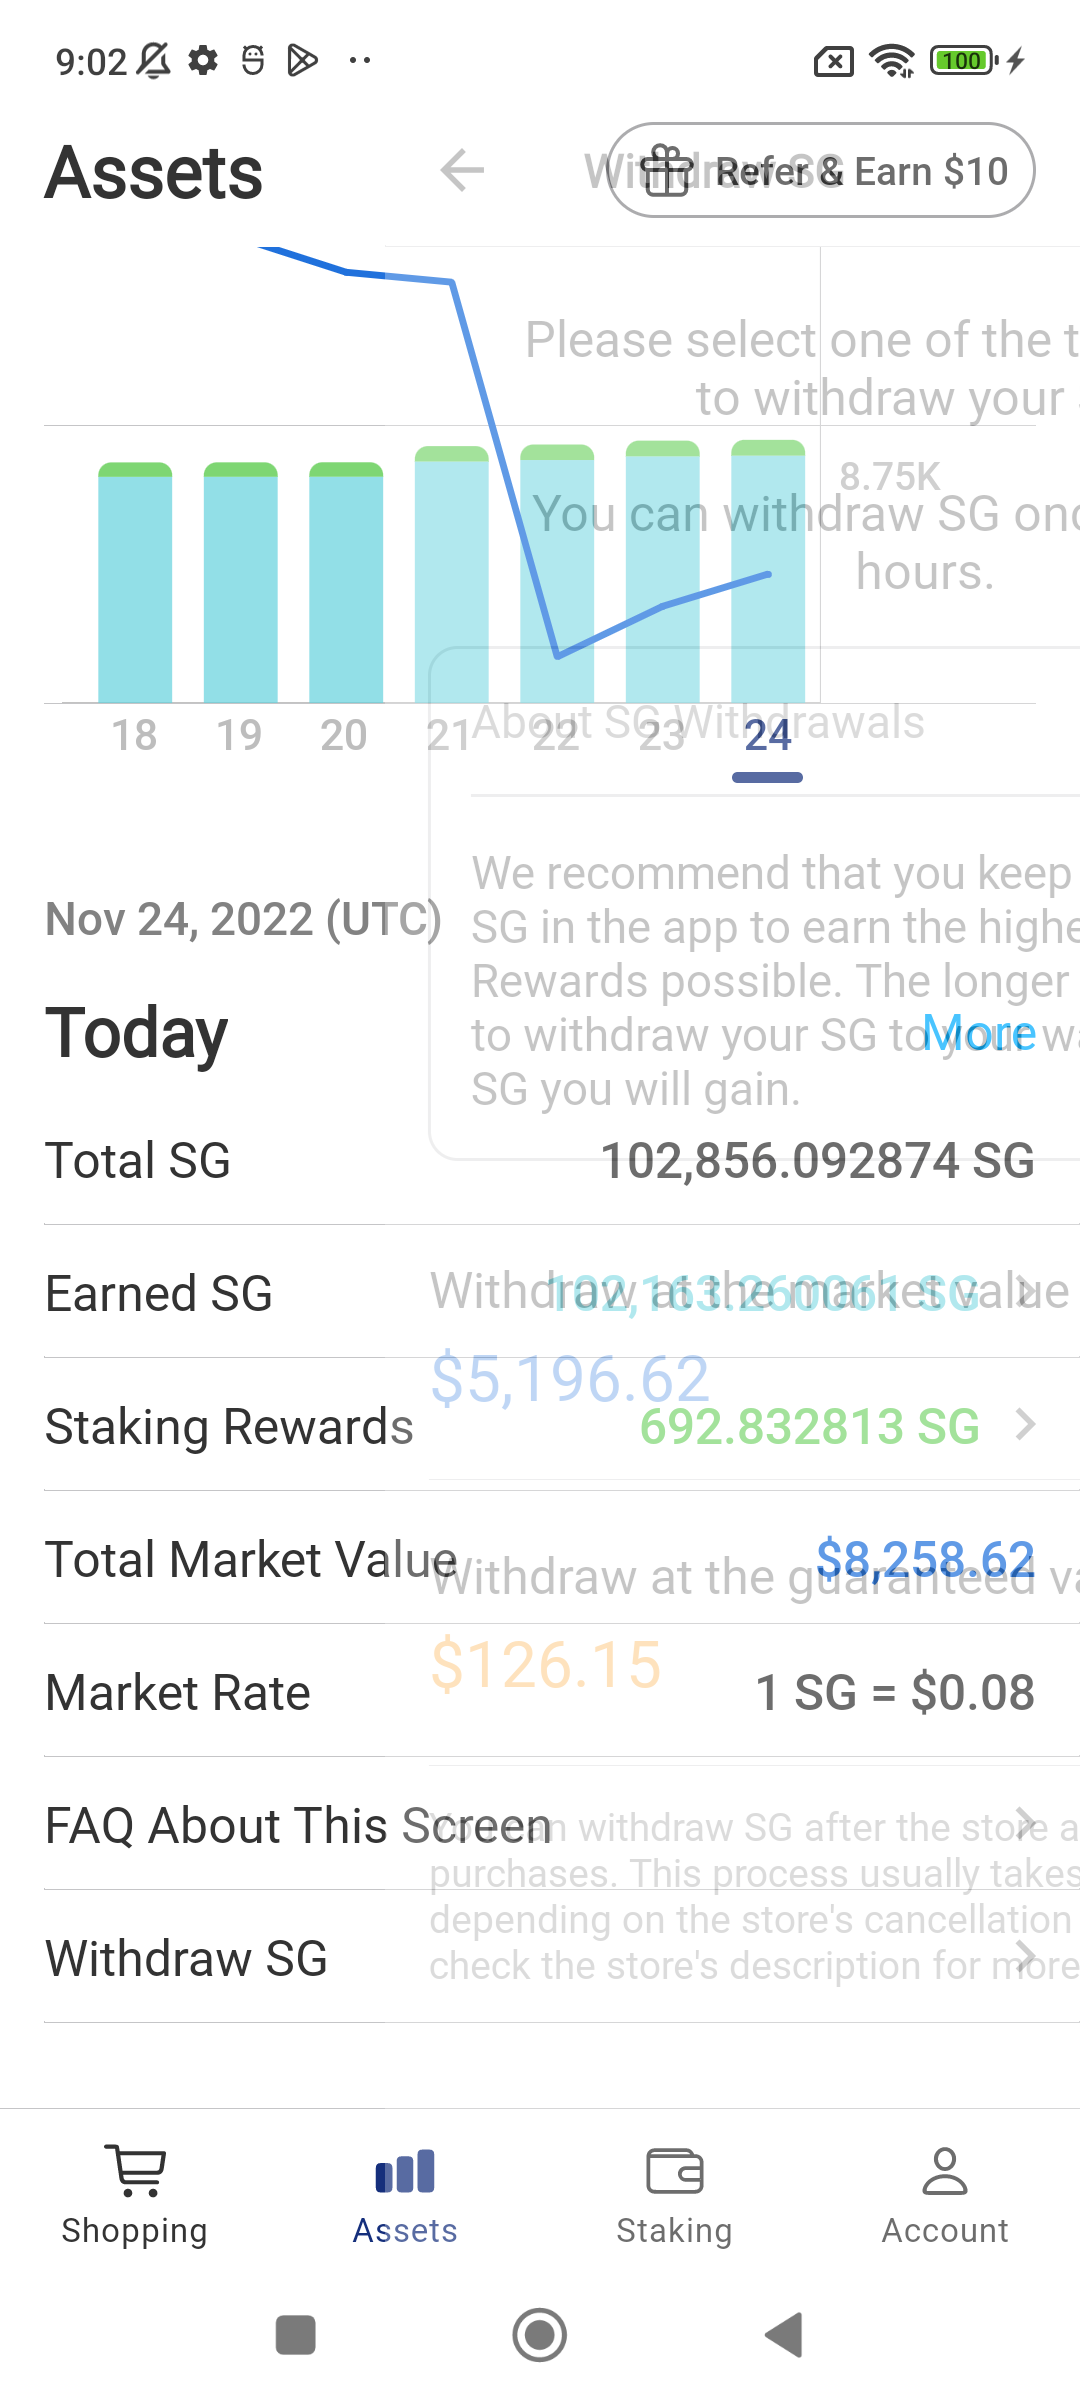 9:02
100
Assets
Withdraw SG
Refer & Earn $10
Please select one of the t
to withdraw your
8.75K
You can withdraw SG onc
hours.
About SG Withdrawals
18 19 20 21 22 23 24
We recommend that you keep
Nov 24, 2022 (UTC)
SG in the app to earn the highe
Rewards possible. The longer
Today
More
to withdraw your SG to your wa
SG you will gain.
Total SG 102,856.092874 SG
Earned SG 102,163.260061 SG
Withdraw at the market value
$5,196.62
Staking Rewards 692.832813 SG
Total Market Value $8,258.62
Withdraw at the guaranteed va
$126.15
Market Rate 1 SG = $0.08
FAQ About This Screen
You can withdraw SG after the store a
purchases. This process usually takes
depending on the store's cancellation
check the store's description for more
Withdraw SG
Shopping Assets Staking Account